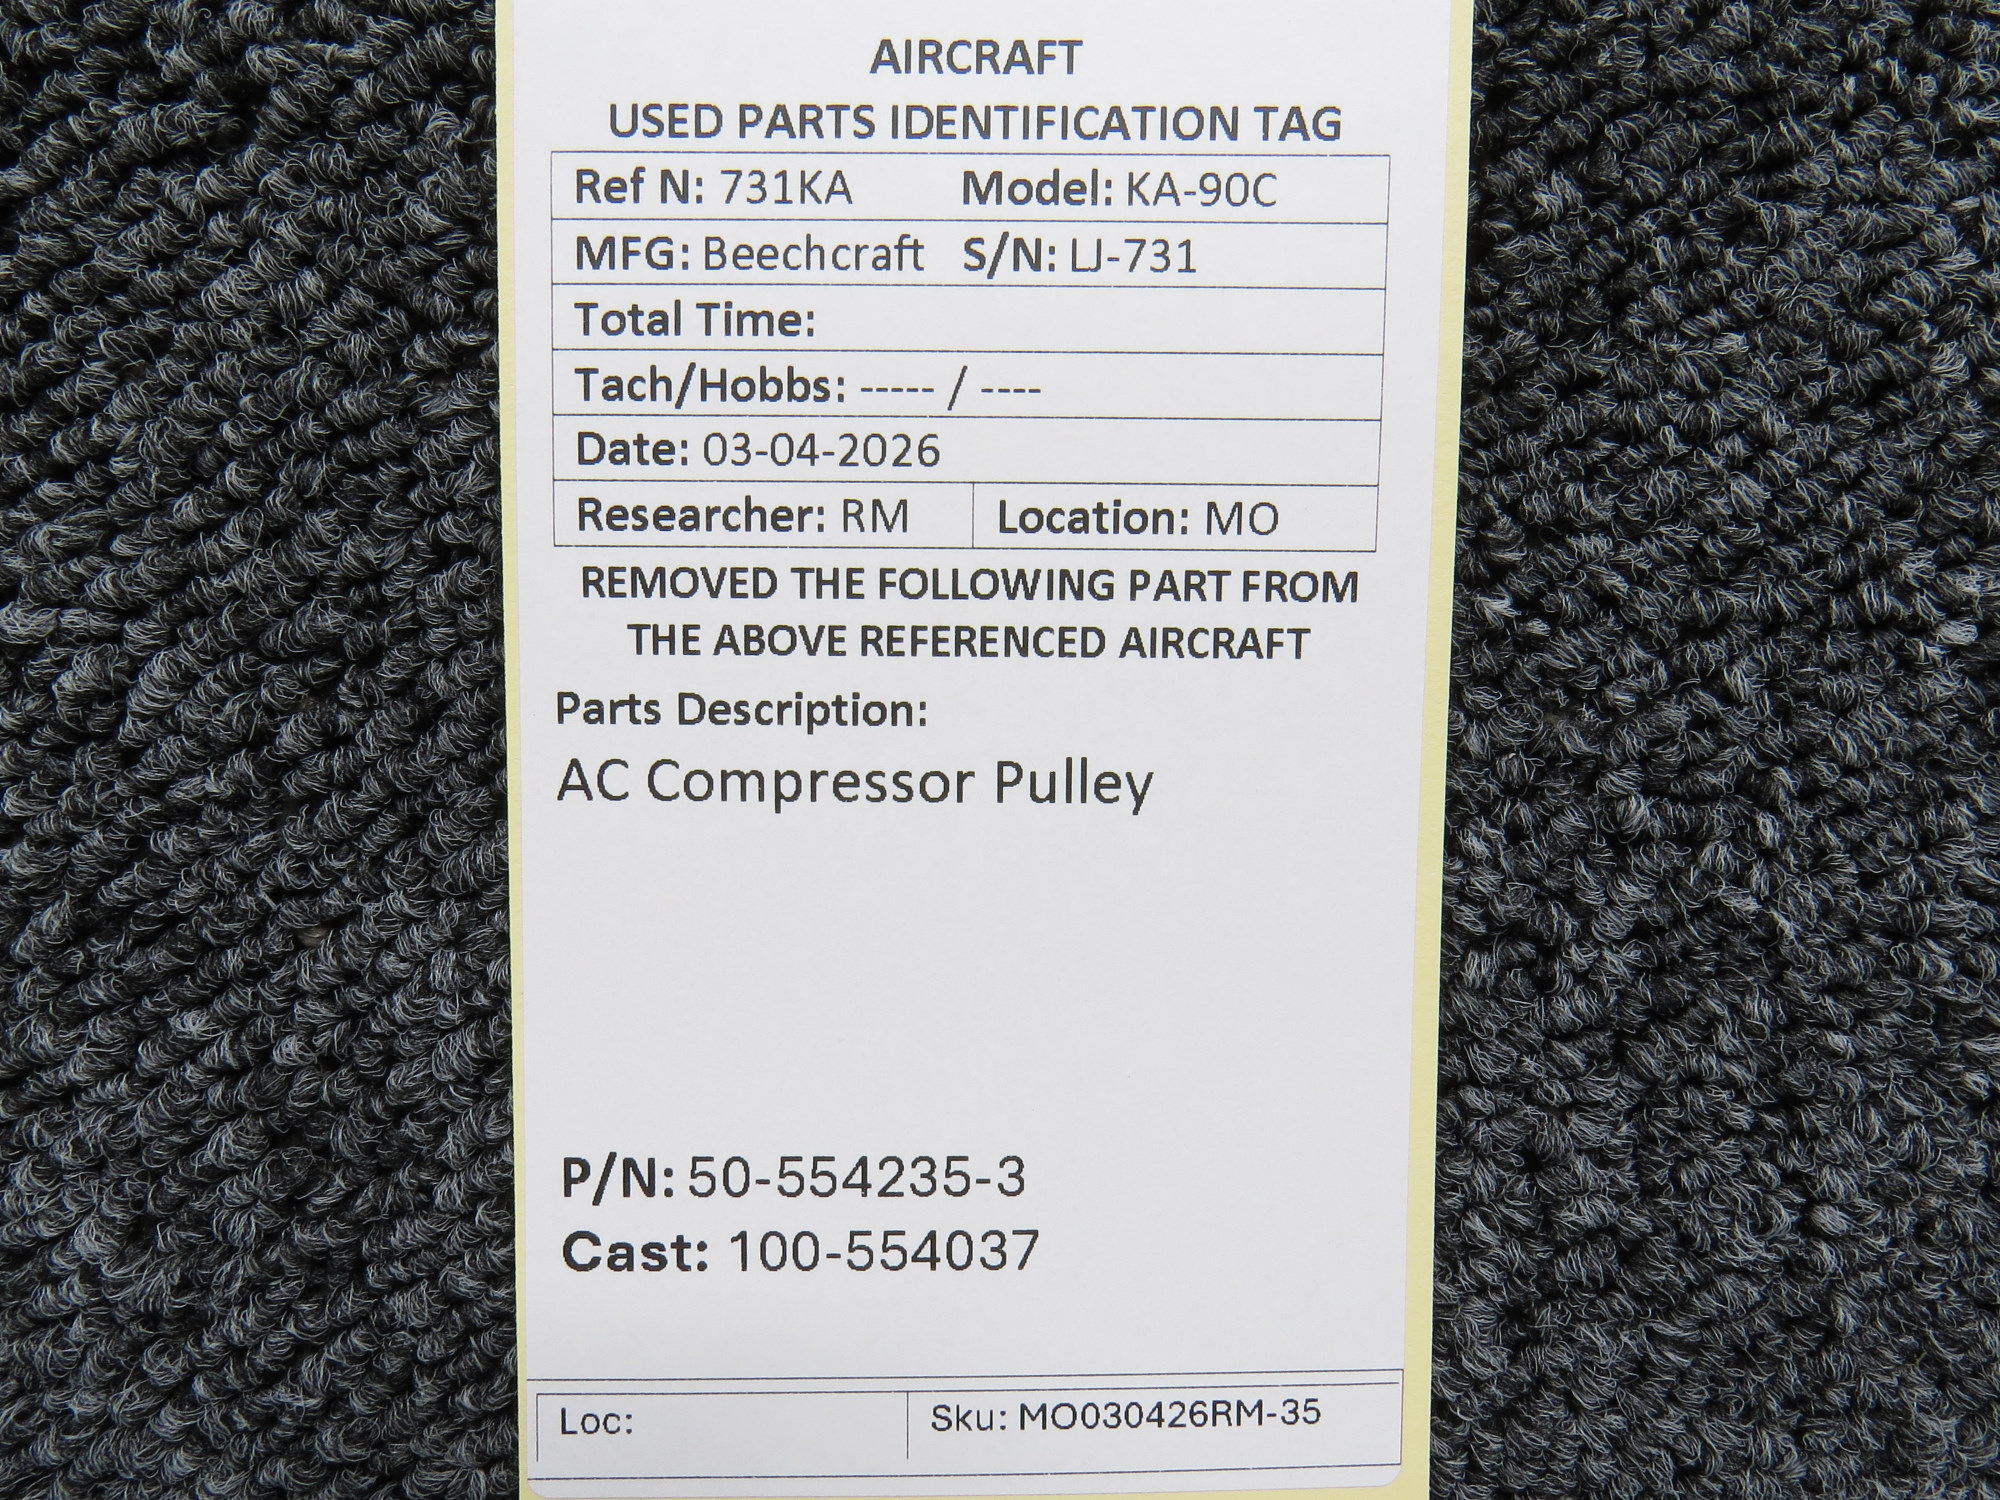 AIRCRAFT
USED PARTS IDENTIFICATION TAG
Ref N: 731KA Model: KA-90C
MFG: Beechcraft S/N: LJ-731
Total Time:
Tach/Hobbs: ----- / ----
Date: 03-04-2026
Researcher: RM Location: MO
REMOVED THE FOLLOWING PART FROM
THE ABOVE REFERENCED AIRCRAFT
Parts Description:
AC Compressor Pulley
P/N: 50-554235-3
Cast: 100-554037
Loc: Sku: MO030426RM-35